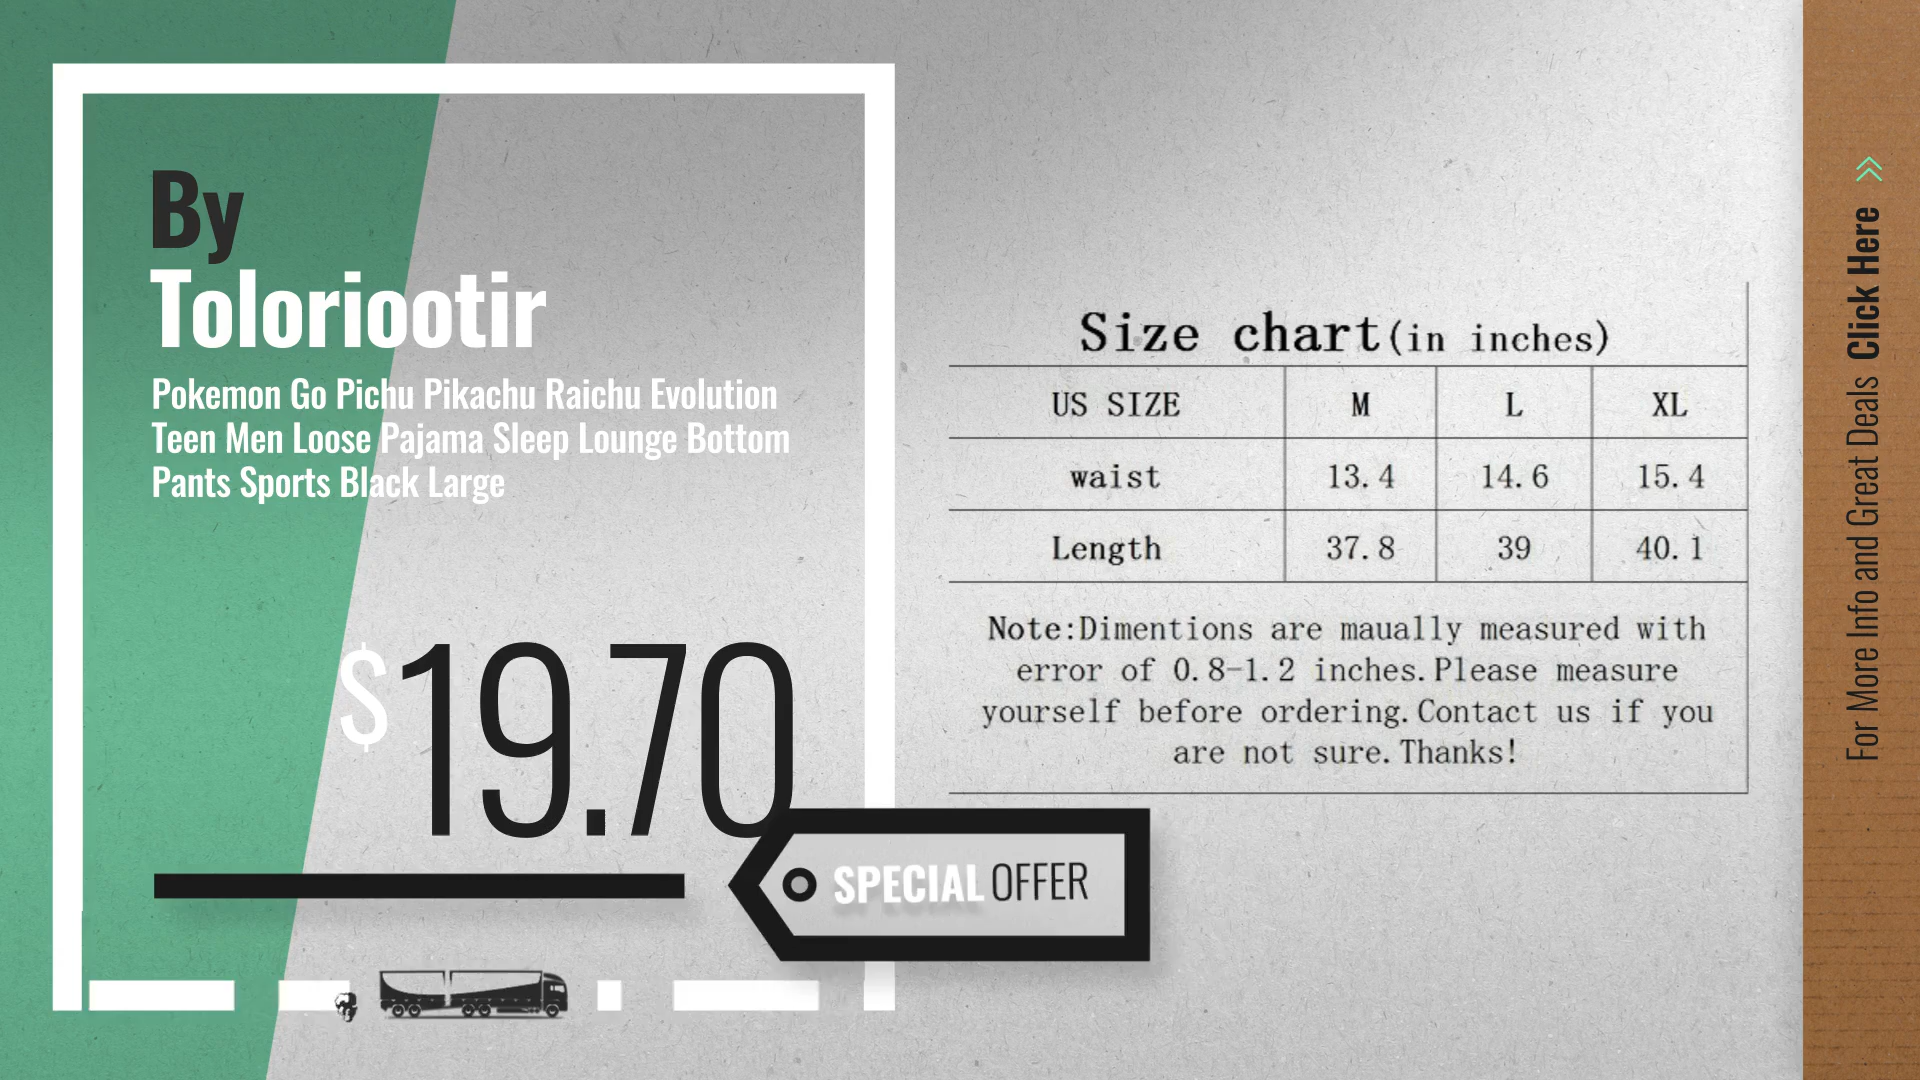 By
Toloriootir
Pokemon Go Pichu Pikachu Raichu Evolution
Teen Men Loose Pajama Sleep Lounge Bottom
Pants Sports Black Large
$19.70
SPECIAL OFFER
Size chart(in inches)
US SIZE M L XL
waist 13.4 14.6 15.4
Length 37.8 39 40.1
Note:Dimentions are maually measured with
error of 0.8-1.2 inches.Please measure
yourself before ordering.Contact us if you
are not sure.Thanks!
For More Info and Great Deals Click Here